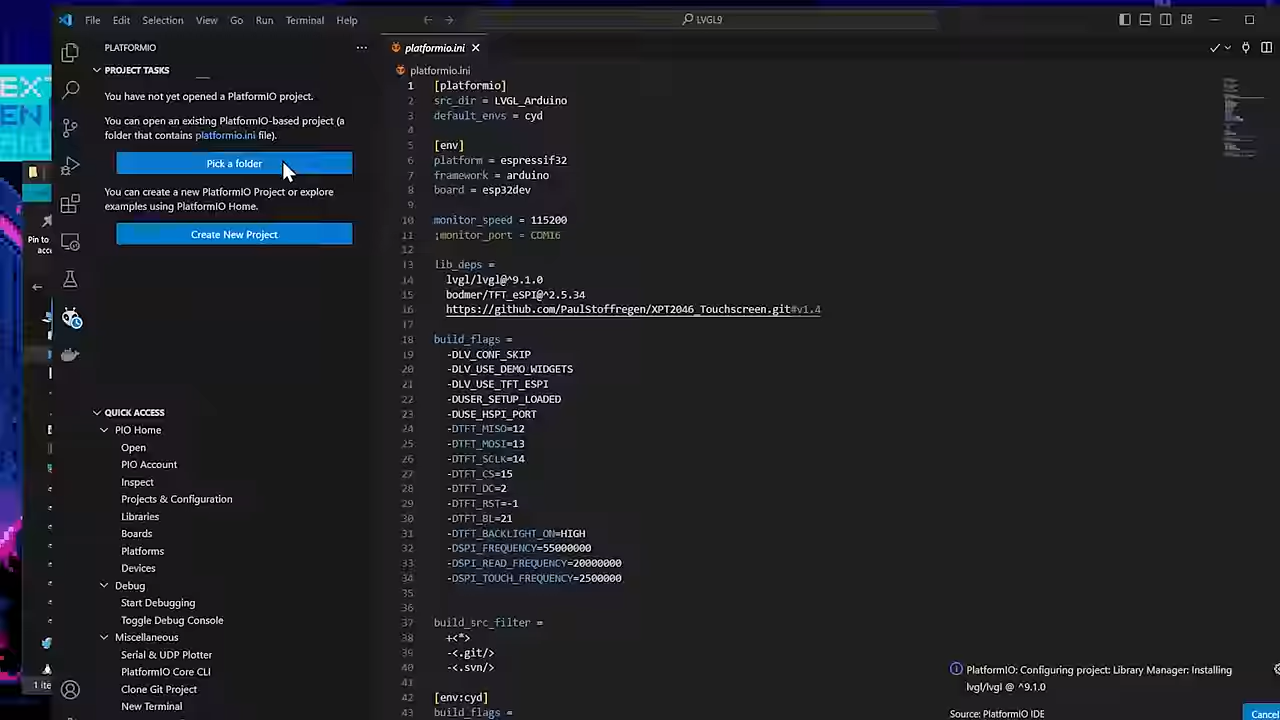 File Edit Selection View Go Run Terminal Help
LVGL9
PLATFORMIO
PROJECT TASKS
You have not yet opened a PlatformIO project.
You can open an existing PlatformIO-based project (a
folder that contains platformio.ini file).
Pick a folder
You can create a new PlatformIO Project or explore
examples using PlatformIO Home.
Create New Project
QUICK ACCESS
PIO Home
Open
PIO Account
Inspect
Projects & Configuration
Libraries
Boards
Platforms
Devices
Debug
Start Debugging
Toggle Debug Console
Miscellaneous
Serial & UDP Plotter
PlatformIO Core CLI
Clone Git Project
New Terminal
platformio.ini
platformio.ini
1 [platformio]
2 src_dir = LVGL_Arduino
3 default_envs = cyd
4
5 [env]
6 platform = espressif32
7 framework = arduino
8 board = esp32dev
9
10 monitor_speed = 115200
11 ;monitor_port = COM16
12
13 lib_deps =
14 lvgl/lvgl@^9.1.0
15 bodmer/TFT_eSPI@^2.5.34
16 https://github.com/PaulStoffregen/XPT2046_Touchscreen.git#v1.4
17
18 build_flags =
19 -DLV_CONF_SKIP
20 -DLV_USE_DEMO_WIDGETS
21 -DLV_USE_TFT_ESPI
22 -DUSER_SETUP_LOADED
23 -DUSE_HSPI_PORT
24 -DTFT_MISO=12
25 -DTFT_MOSI=13
26 -DTFT_SCLK=14
27 -DTFT_CS=15
28 -DTFT_DC=2
29 -DTFT_RST=-1
30 -DTFT_BL=21
31 -DTFT_BACKLIGHT_ON=HIGH
32 -DSPI_FREQUENCY=55000000
33 -DSPI_READ_FREQUENCY=20000000
34 -DSPI_TOUCH_FREQUENCY=2500000
35
36
37 build_src_filter =
38 +<*>
39 -<.git/>
40 -<.svn/>
41
42 [env:cyd]
43 build_flags =
PlatformIO: Configuring project: Library Manager: Installing
lvgl/lvgl @ ^9.1.0
Source: PlatformIO IDE
Cancel
EX
EN
Pin to
acc
1 ite